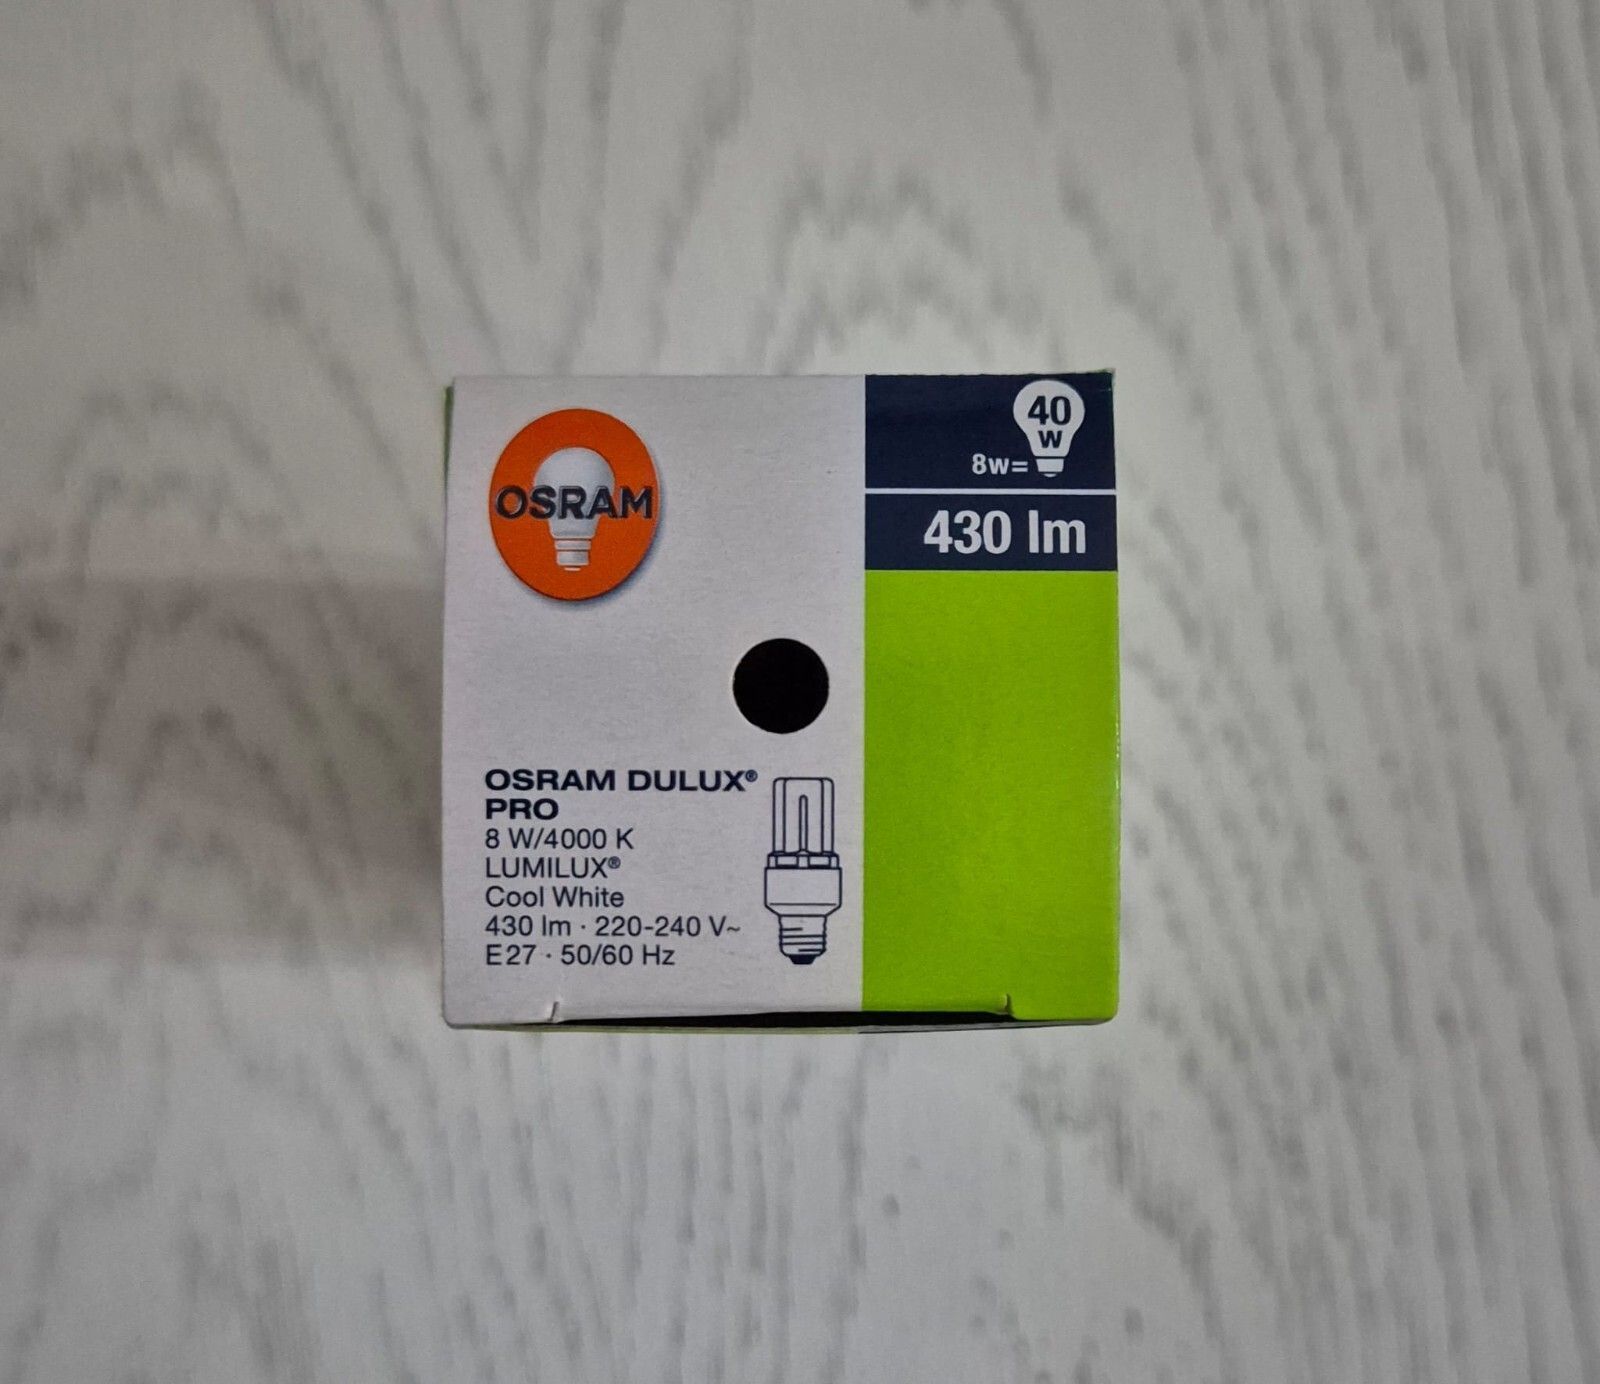 OSRAM
40
W
8w=
430 lm
OSRAM DULUX®
PRO
8 W/4000 K
LUMILUX®
Cool White
430 lm · 220-240 V~
E27 · 50/60 Hz